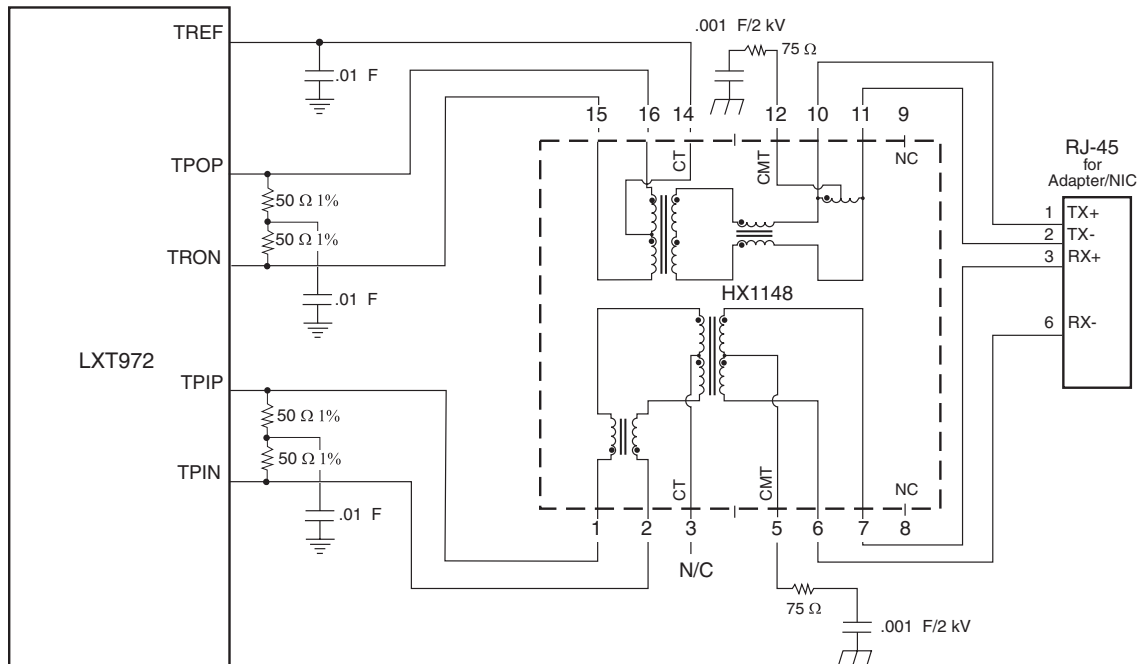 TREF
.01 F
.001 F/2 kV
75 Ω
15
16
14
12
10
11
9
CT
CMT
NC
RJ-45
for
Adapter/NIC
1 TX+
2 TX-
3 RX+
6 RX-
TPOP
50 Ω 1%
50 Ω 1%
TRON
.01 F
HX1148
LXT972
TPIP
50 Ω 1%
50 Ω 1%
TPIN
.01 F
CT
CMT
NC
1
2
3
5
6
7
8
N/C
75 Ω
.001 F/2 kV